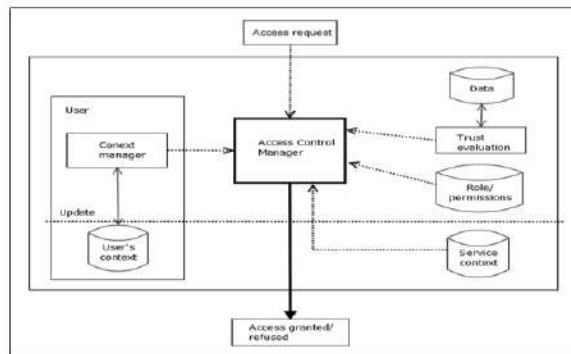 Access request
Data
User
Conext
manager
Access Control
Manager
Trust
evaluation
Role/
permissions
Update
User's
context
Service
context
Access granted/
refused